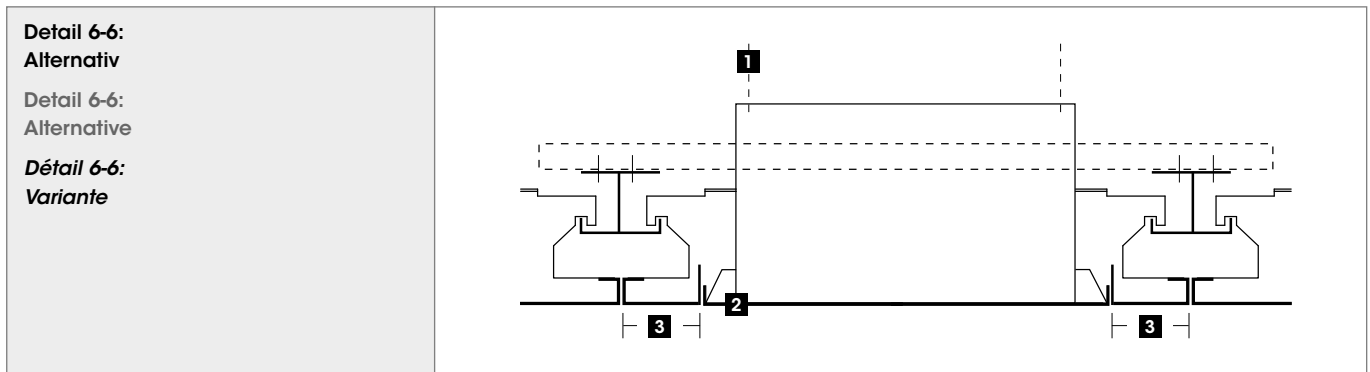 Detail 6-6:
Alternativ
Detail 6-6:
Alternative
Détail 6-6:
Variante
1
2
3
3